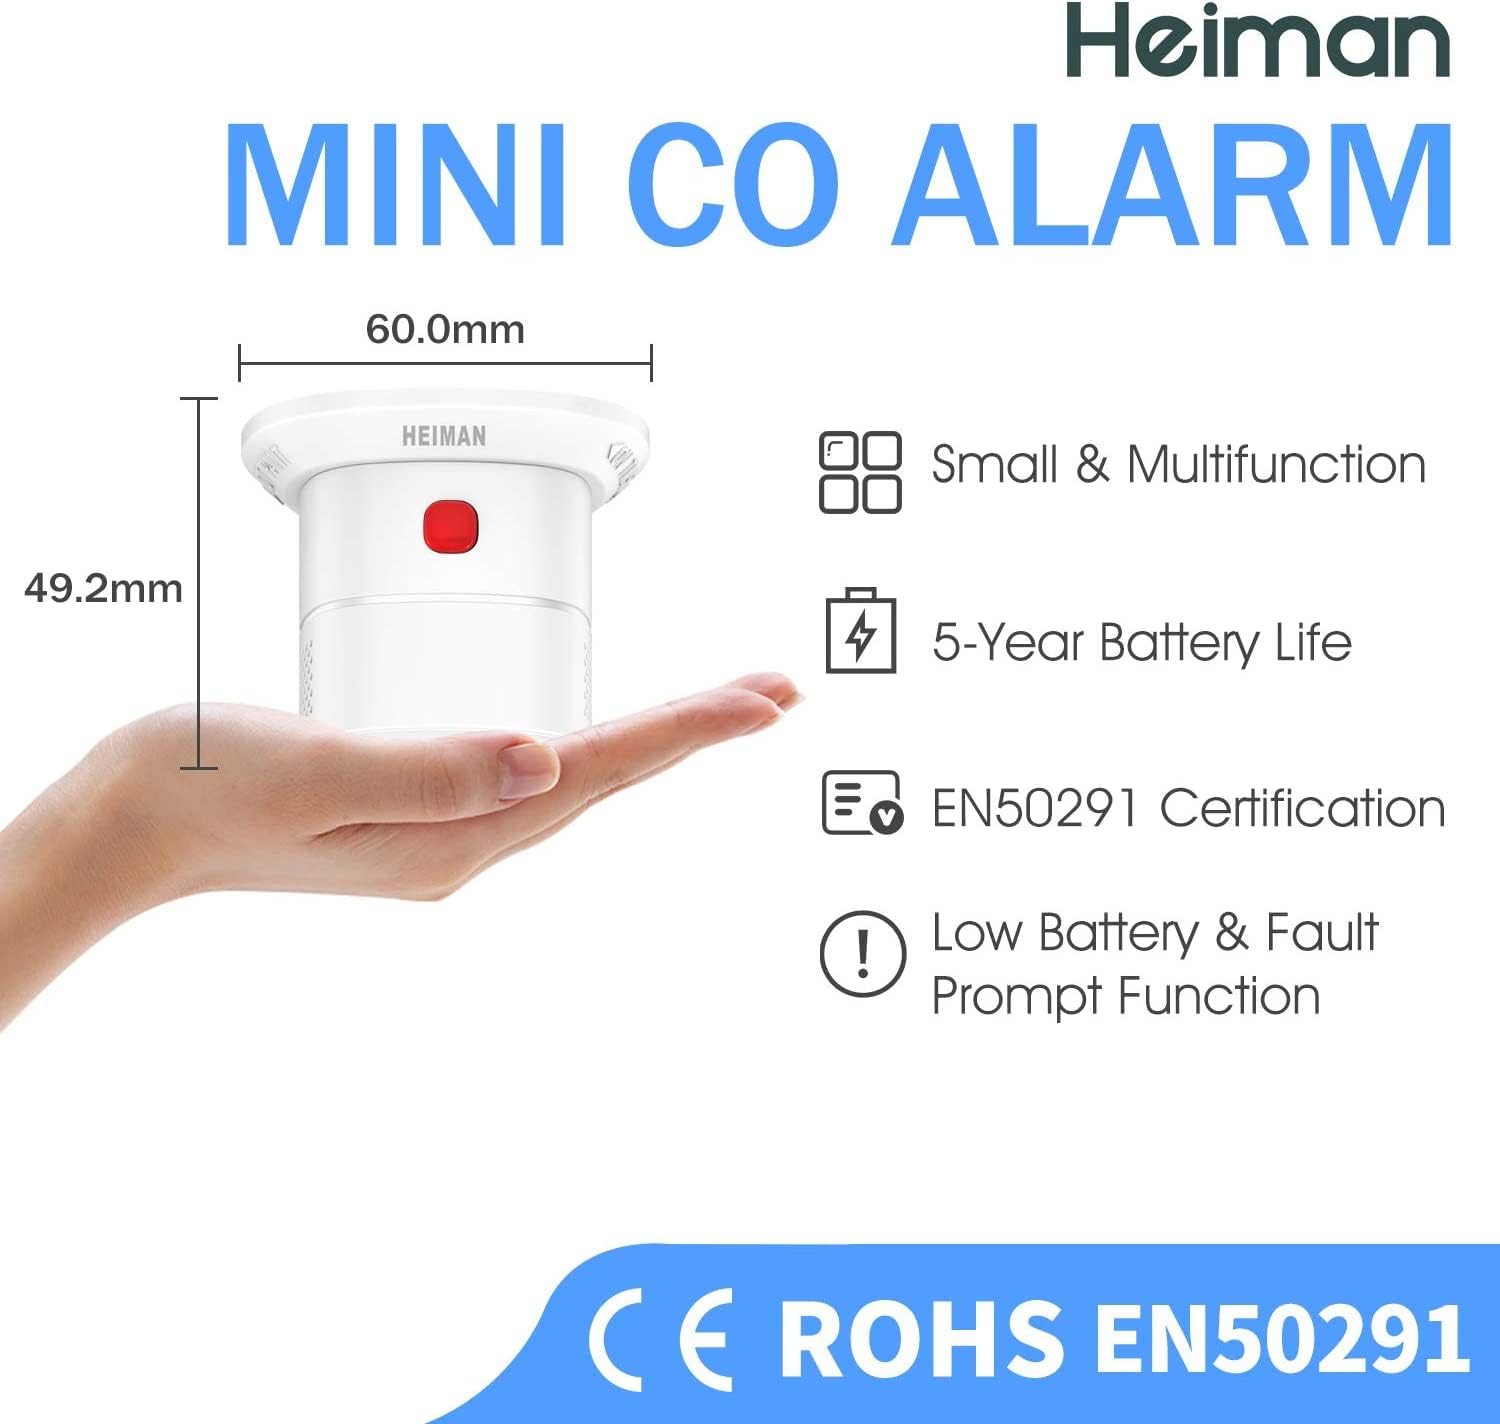 Heiman
MINI CO ALARM
60.0mm
HEIMAN
49.2mm
Small & Multifunction
5-Year Battery Life
EN50291 Certification
Low Battery & Fault
Prompt Function
CE ROHS EN50291